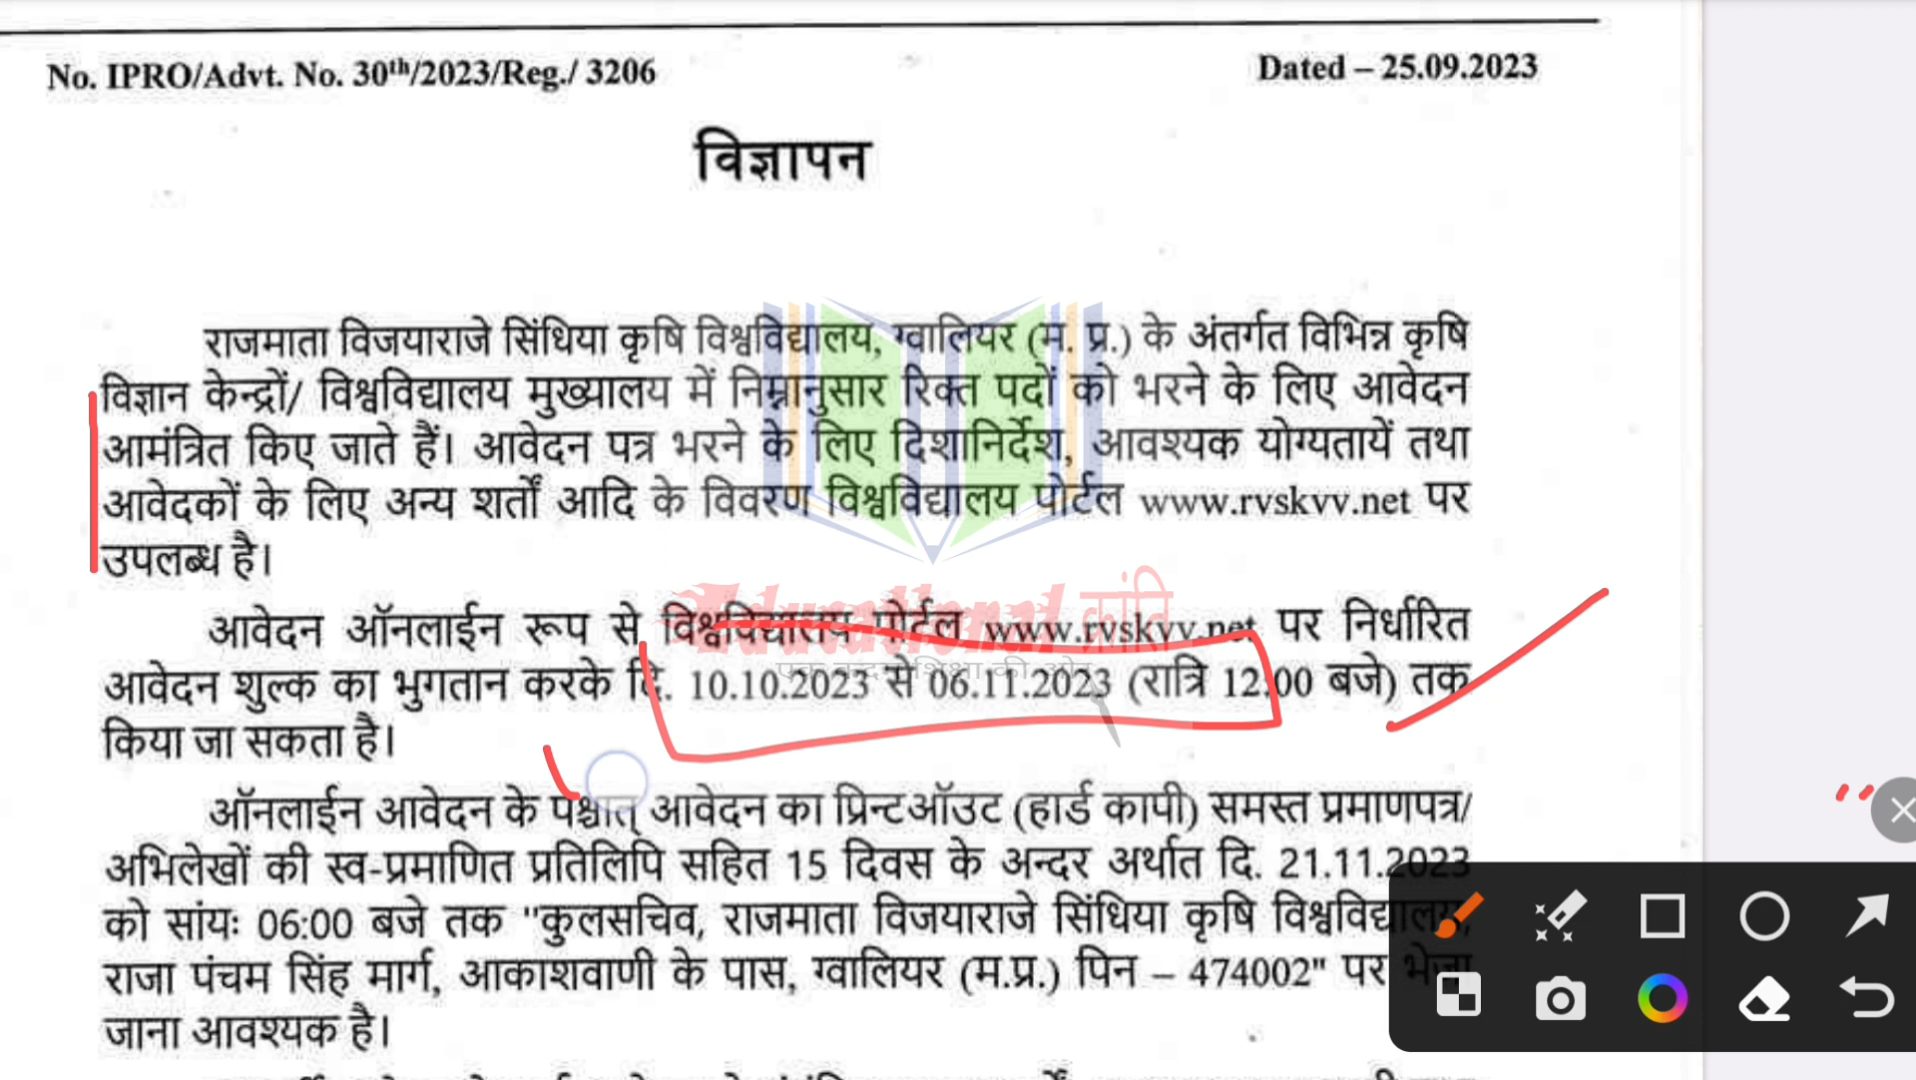 No. IPRO/Advt. No. 30th/2023/Reg./ 3206 Dated – 25.09.2023
विज्ञापन
राजमाता विजयाराजे सिंधिया कृषि विश्वविद्यालय, ग्वालियर (म. प्र.) के अंतर्गत विभिन्न कृषि
विज्ञान केन्द्रों/ विश्वविद्यालय मुख्यालय में निम्नानुसार रिक्त पदों को भरने के लिए आवेदन
आमंत्रित किए जाते हैं। आवेदन पत्र भरने के लिए दिशानिर्देश, आवश्यक योग्यतायें तथा
आवेदकों के लिए अन्य शर्तों आदि के विवरण विश्वविद्यालय पोर्टल www.rvskvv.net पर
उपलब्ध है।
Educational क्रांति
आवेदन ऑनलाईन रूप से विश्वविद्यालय पोर्टल www.rvskvv.net पर निर्धारित
एक कदम शिक्षा की ओर
आवेदन शुल्क का भुगतान करके दि. 10.10.2023 से 06.11.2023 (रात्रि 12:00 बजे) तक
किया जा सकता है।
ऑनलाईन आवेदन के पश्चात् आवेदन का प्रिन्टऑउट (हार्ड कापी) समस्त प्रमाणपत्र/
अभिलेखों की स्व-प्रमाणित प्रतिलिपि सहित 15 दिवस के अन्दर अर्थात दि. 21.11.2023
को सांयः 06:00 बजे तक "कुलसचिव, राजमाता विजयाराजे सिंधिया कृषि विश्वविद्यालय,
राजा पंचम सिंह मार्ग, आकाशवाणी के पास, ग्वालियर (म.प्र.) पिन – 474002" पर भेजा
जाना आवश्यक है।